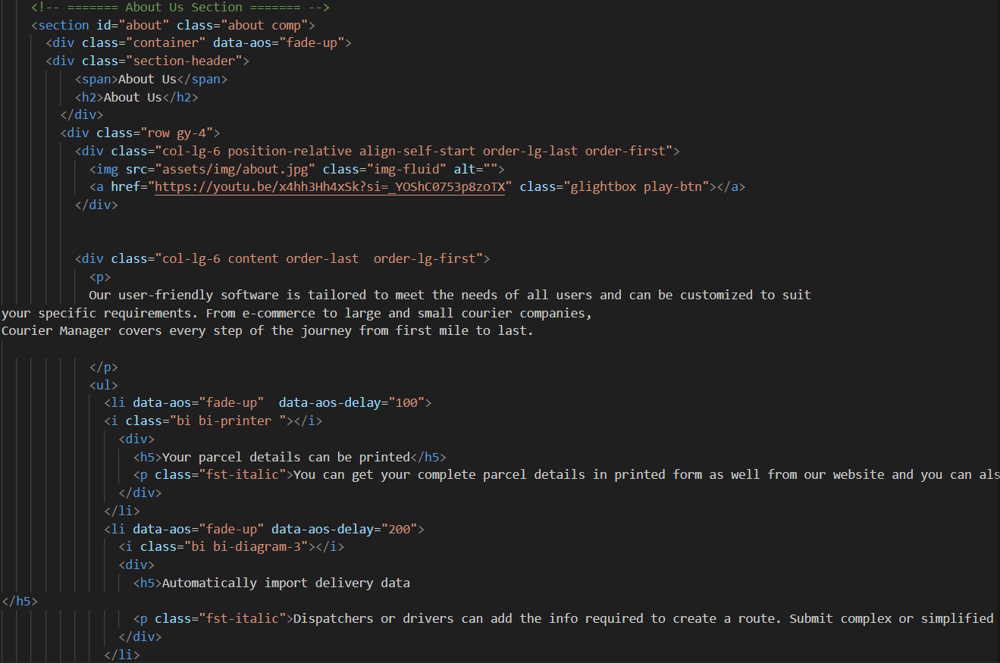 <!-- ======= About Us Section ======= -->
<section id="about" class="about comp">
<div class="container" data-aos="fade-up">
<div class="section-header">
<span>About Us</span>
<h2>About Us</h2>
</div>
<div class="row gy-4">
<div class="col-lg-6 position-relative align-self-start order-lg-last order-first">
<img src="assets/img/about.jpg" class="img-fluid" alt="">
<a href="https://youtu.be/x4hh3Hh4xSk?si=_YOShC0753p8zoTX" class="glightbox play-btn"></a>
</div>
<div class="col-lg-6 content order-last  order-lg-first">
<p>
Our user-friendly software is tailored to meet the needs of all users and can be customized to suit
your specific requirements. From e-commerce to large and small courier companies,
Courier Manager covers every step of the journey from first mile to last.
</p>
<ul>
<li data-aos="fade-up"  data-aos-delay="100">
<i class="bi bi-printer "></i>
<div>
<h5>Your parcel details can be printed</h5>
<p class="fst-italic">You can get your complete parcel details in printed form as well from our website and you can als
</div>
</li>
<li data-aos="fade-up" data-aos-delay="200">
<i class="bi bi-diagram-3"></i>
<div>
<h5>Automatically import delivery data
</h5>
<p class="fst-italic">Dispatchers or drivers can add the info required to create a route. Submit complex or simplified
</div>
</li>